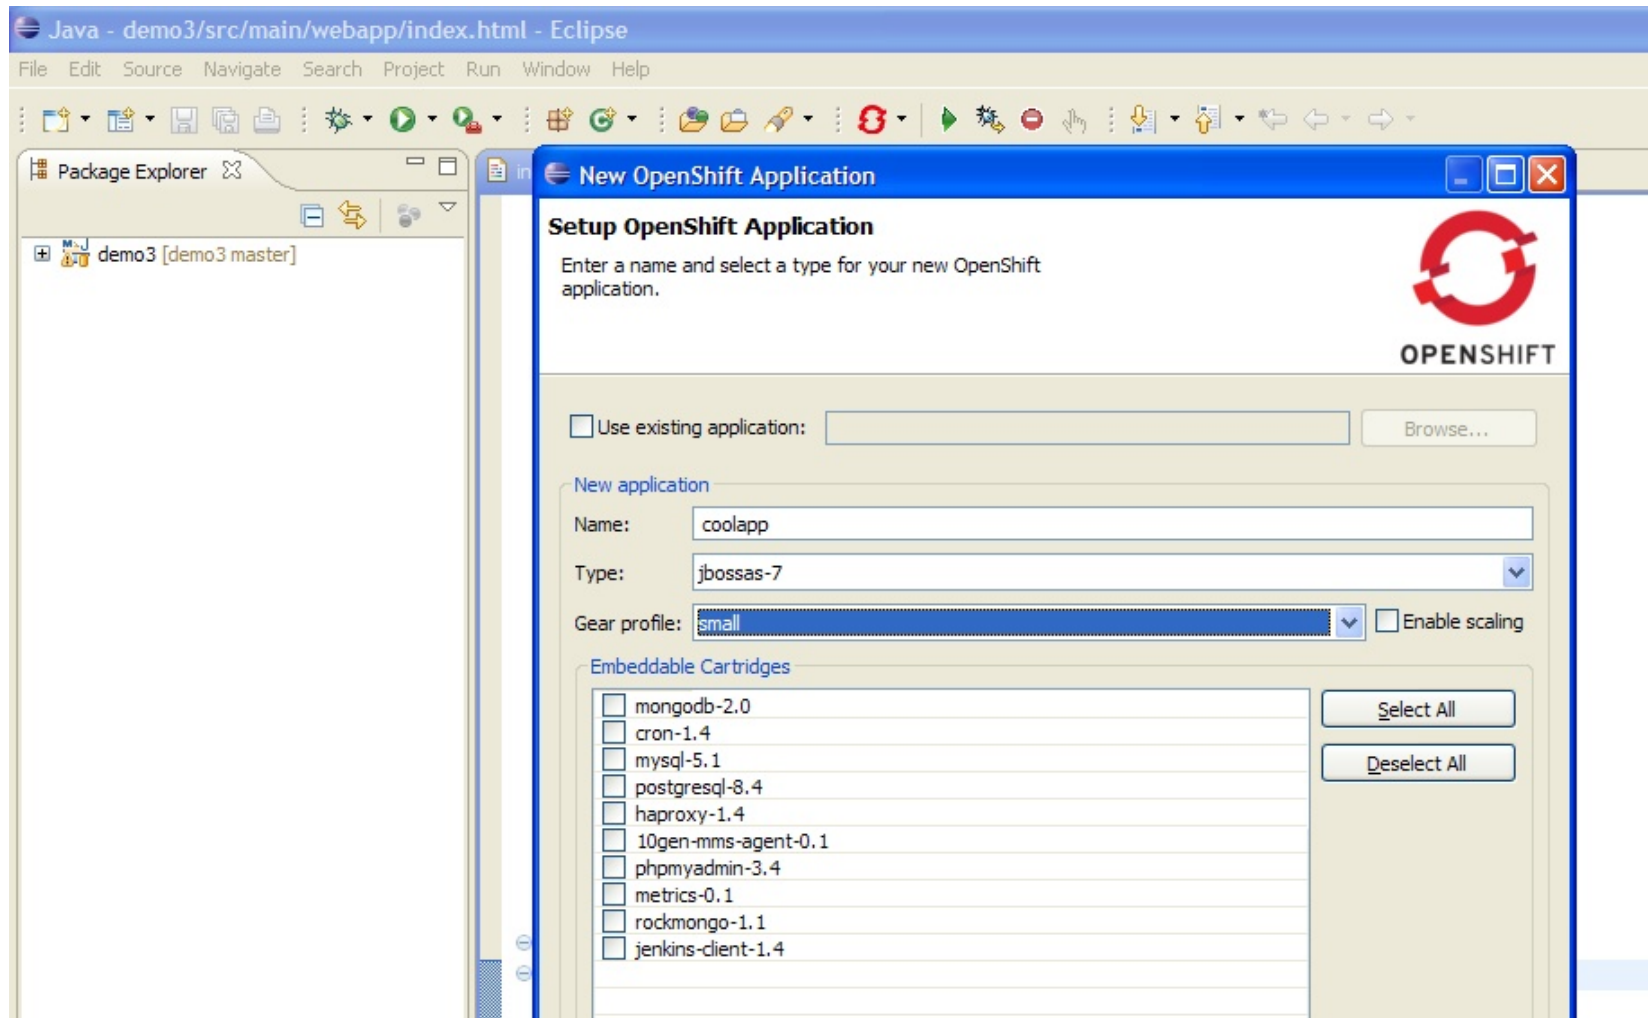 Java - demo3/src/main/webapp/index.html - Eclipse
File Edit Source Navigate Search Project Run Window Help
Package Explorer
in
New OpenShift Application
demo3 [demo3 master]
Setup OpenShift Application
Enter a name and select a type for your new OpenShift
application.
OPENSHIFT
Use existing application:
Browse...
New application
Name: coolapp
Type: jbossas-7
Gear profile: small Enable scaling
Embeddable Cartridges
mongodb-2.0
cron-1.4
mysql-5.1
postgresql-8.4
haproxy-1.4
10gen-mms-agent-0.1
phpmyadmin-3.4
metrics-0.1
rockmongo-1.1
jenkins-client-1.4
Select All
Deselect All